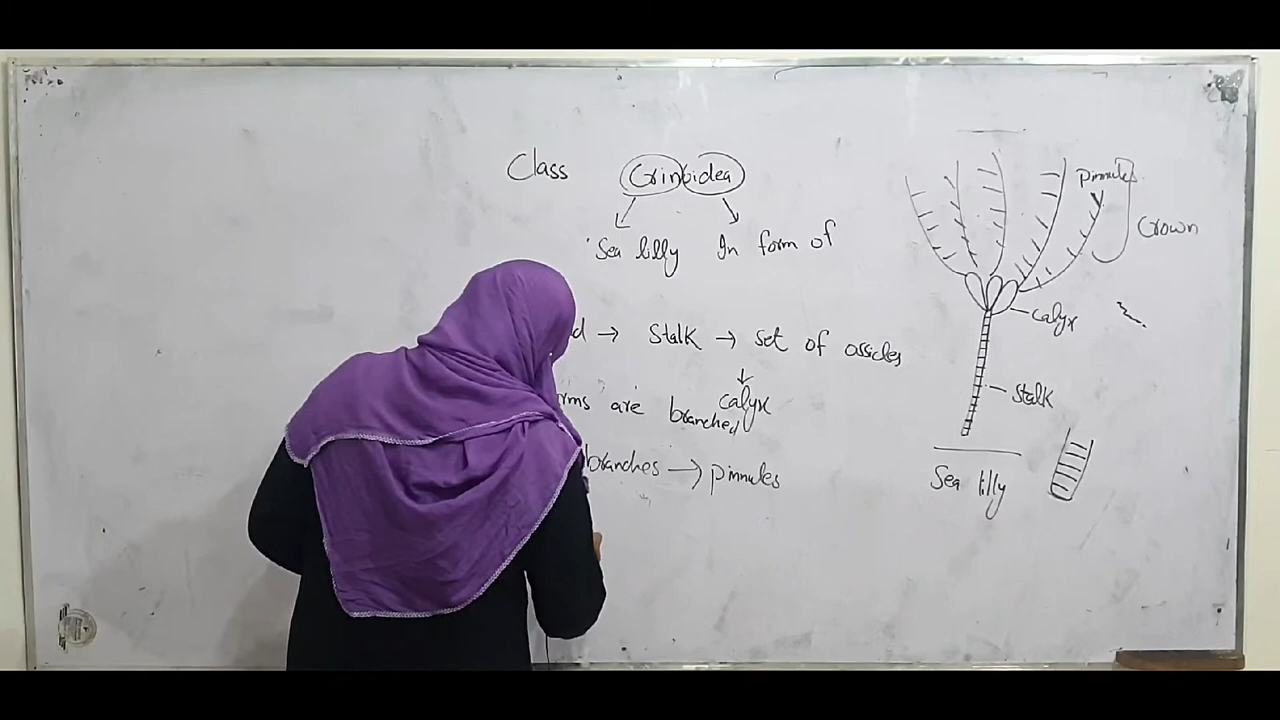 Class Crinoidea
Sea lilly In form of
d → Stalk → set of ossicles
↓
calyx
rms are branched
branches → pinnules
Pinnules
Crown
Calyx
Stalk
Sea lilly